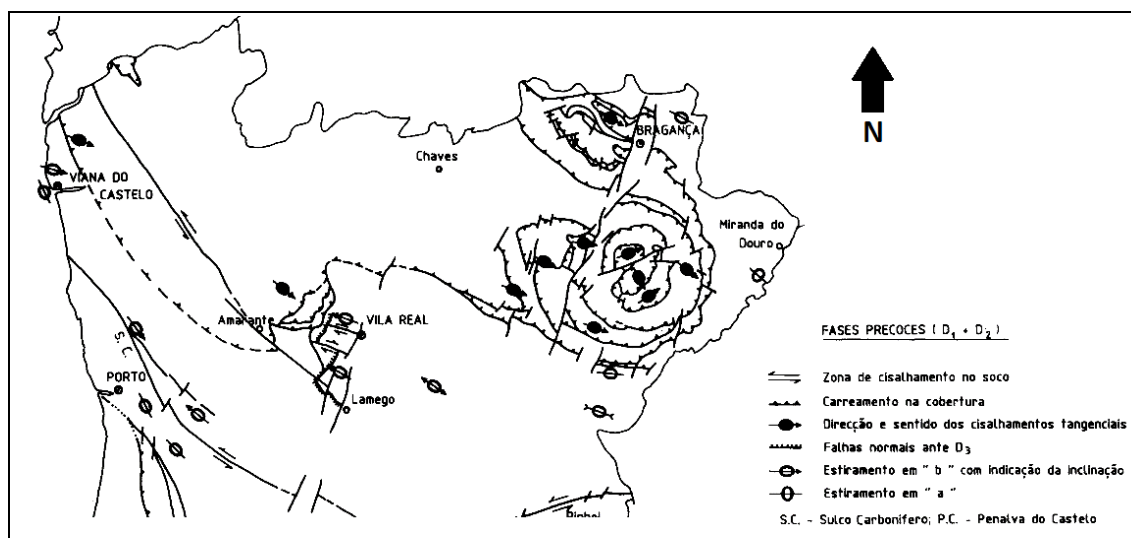 N
BRAGANÇA
Chaves
VIANA DO
CASTELO
Miranda do
Douro
Amarante
VILA REAL
S. C.
PORTO
Lamego
FASES PRECOCES ( D₁ + D₂ )
Zona de cisalhamento no soco
Carreamento na cobertura
Direcção e sentido dos cisalhamentos tangenciais
Falhas normais ante D₃
Estiramento em " b " com indicação da inclinação
Estiramento em " a "
S.C. - Sulco Carbonífero; P.C. - Penalva do Castelo